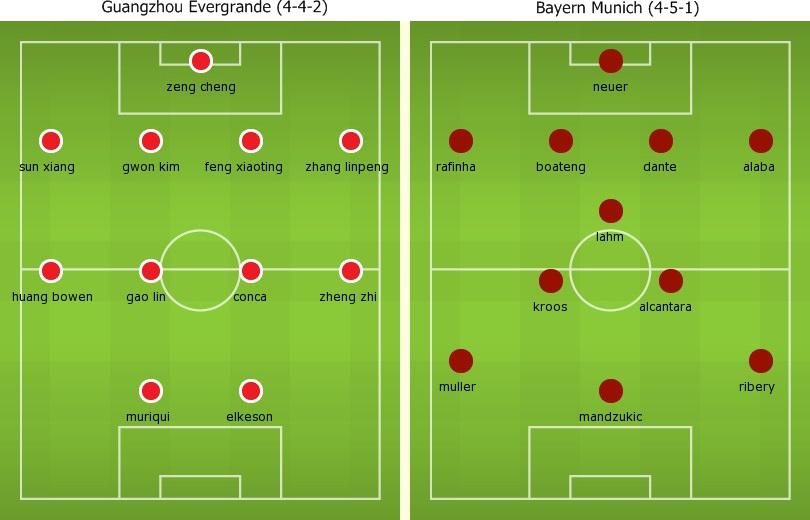 Guangzhou Evergrande (4-4-2)
zeng cheng
sun xiang gwon kim feng xiaoting zhang linpeng
huang bowen gao lin conca zheng zhi
muriqui elkeson
Bayern Munich (4-5-1)
neuer
rafinha boateng dante alaba
lahm
kroos alcantara
muller ribery
mandzukic